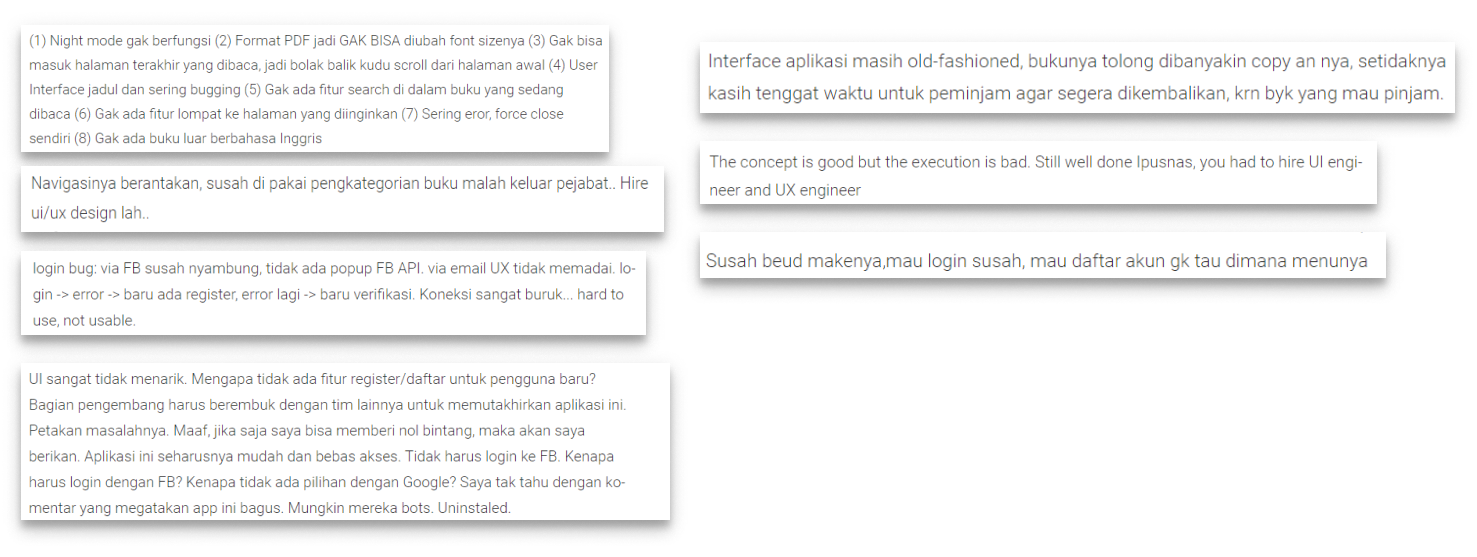 (1) Night mode gak berfungsi (2) Format PDF jadi GAK BISA diubah font sizenya (3) Gak bisa
masuk halaman terakhir yang dibaca, jadi bolak balik kudu scroll dari halaman awal (4) User
Interface jadul dan sering bugging (5) Gak ada fitur search di dalam buku yang sedang
dibaca (6) Gak ada fitur lompat ke halaman yang diinginkan (7) Sering eror, force close
sendiri (8) Gak ada buku luar berbahasa Inggris
Navigasinya berantakan, susah di pakai pengkategorian buku malah keluar pejabat.. Hire
ui/ux design lah..
login bug: via FB susah nyambung, tidak ada popup FB API. via email UX tidak memadai. lo-
gin -> error -> baru ada register, error lagi -> baru verifikasi. Koneksi sangat buruk... hard to
use, not usable.
UI sangat tidak menarik. Mengapa tidak ada fitur register/daftar untuk pengguna baru?
Bagian pengembang harus berembuk dengan tim lainnya untuk memutakhirkan aplikasi ini.
Petakan masalahnya. Maaf, jika saja saya bisa memberi nol bintang, maka akan saya
berikan. Aplikasi ini seharusnya mudah dan bebas akses. Tidak harus login ke FB. Kenapa
harus login dengan FB? Kenapa tidak ada pilihan dengan Google? Saya tak tahu dengan ko-
mentar yang megatakan app ini bagus. Mungkin mereka bots. Uninstaled.
Interface aplikasi masih old-fashioned, bukunya tolong dibanyakin copy an nya, setidaknya
kasih tenggat waktu untuk peminjam agar segera dikembalikan, krn byk yang mau pinjam.
The concept is good but the execution is bad. Still well done Ipusnas, you had to hire UI engi-
neer and UX engineer
Susah beud makenya,mau login susah, mau daftar akun gk tau dimana menunya